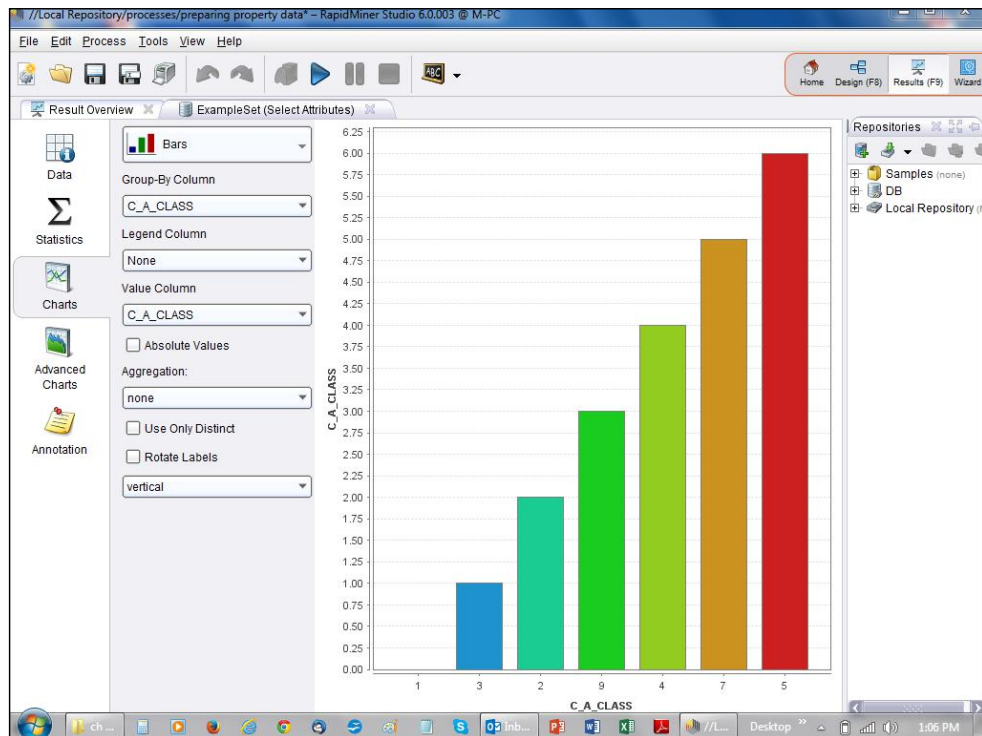 //Local Repository/processes/preparing property data* – RapidMiner Studio 6.0.003 @ M-PC
File Edit Process Tools View Help
ABC
Home Design (F8) Results (F9) Wizard
Result Overview
ExampleSet (Select Attributes)
Data
Statistics
Charts
Advanced
Charts
Annotation
Bars
Group-By Column
C_A_CLASS
Legend Column
None
Value Column
C_A_CLASS
Absolute Values
Aggregation:
none
Use Only Distinct
Rotate Labels
vertical
C_A_CLASS
6.25
6.00
5.75
5.50
5.25
5.00
4.75
4.50
4.25
4.00
3.75
3.50
3.25
3.00
2.75
2.50
2.25
2.00
1.75
1.50
1.25
1.00
0.75
0.50
0.25
0.00
1 3 2 9 4 7 5
C_A_CLASS
Repositories
Samples (none)
DB
Local Repository
ch ... Inb... //L... Desktop 1:06 PM